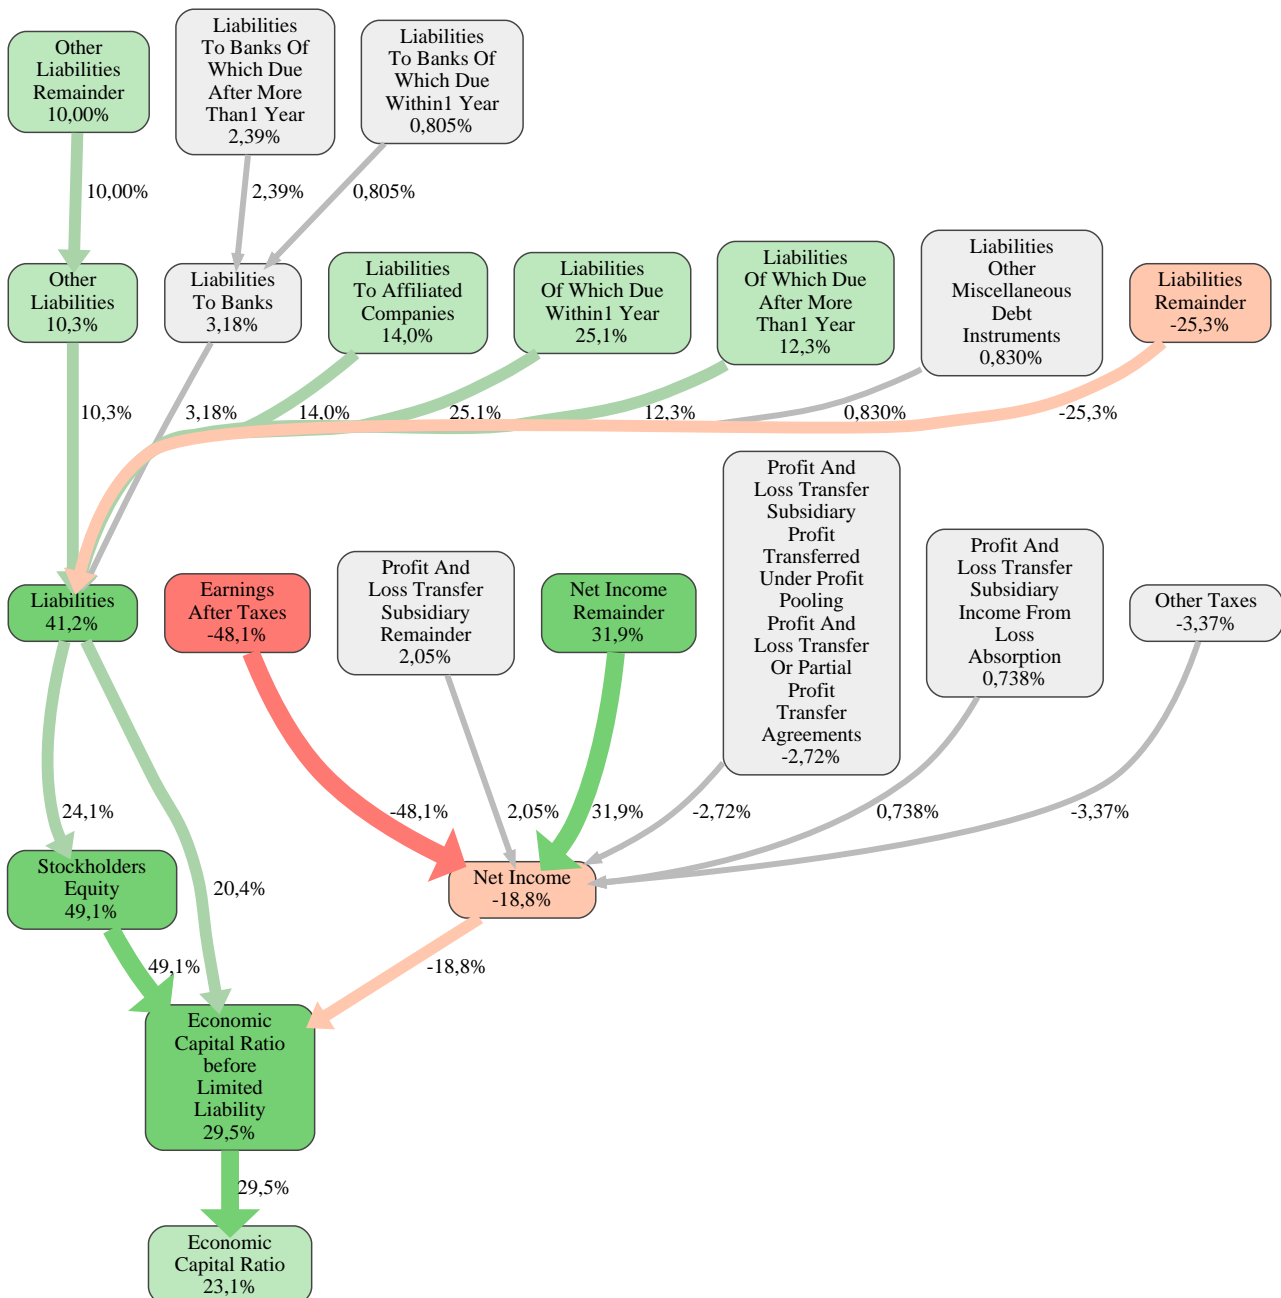 Other
Liabilities
Remainder
10,00%
Liabilities
To Banks Of
Which Due
After More
Than1 Year
2,39%
Liabilities
To Banks Of
Which Due
Within1 Year
0,805%
10,00%
2,39%
0,805%
Other
Liabilities
10,3%
Liabilities
To Banks
3,18%
Liabilities
To Affiliated
Companies
14,0%
Liabilities
Of Which Due
Within1 Year
25,1%
Liabilities
Of Which Due
After More
Than1 Year
12,3%
Liabilities
Other
Miscellaneous
Debt
Instruments
0,830%
Liabilities
Remainder
-25,3%
10,3%
3,18%
14,0%
25,1%
12,3%
0,830%
-25,3%
Liabilities
41,2%
Earnings
After Taxes
-48,1%
Profit And
Loss Transfer
Subsidiary
Remainder
2,05%
Net Income
Remainder
31,9%
Profit And
Loss Transfer
Subsidiary
Profit
Transferred
Under Profit
Pooling
Profit And
Loss Transfer
Or Partial
Profit
Transfer
Agreements
-2,72%
Profit And
Loss Transfer
Subsidiary
Income From
Loss
Absorption
0,738%
Other Taxes
-3,37%
24,1%
-48,1%
2,05%
31,9%
-2,72%
0,738%
-3,37%
Stockholders
Equity
49,1%
20,4%
Net Income
-18,8%
49,1%
-18,8%
Economic
Capital Ratio
before
Limited
Liability
29,5%
29,5%
Economic
Capital Ratio
23,1%